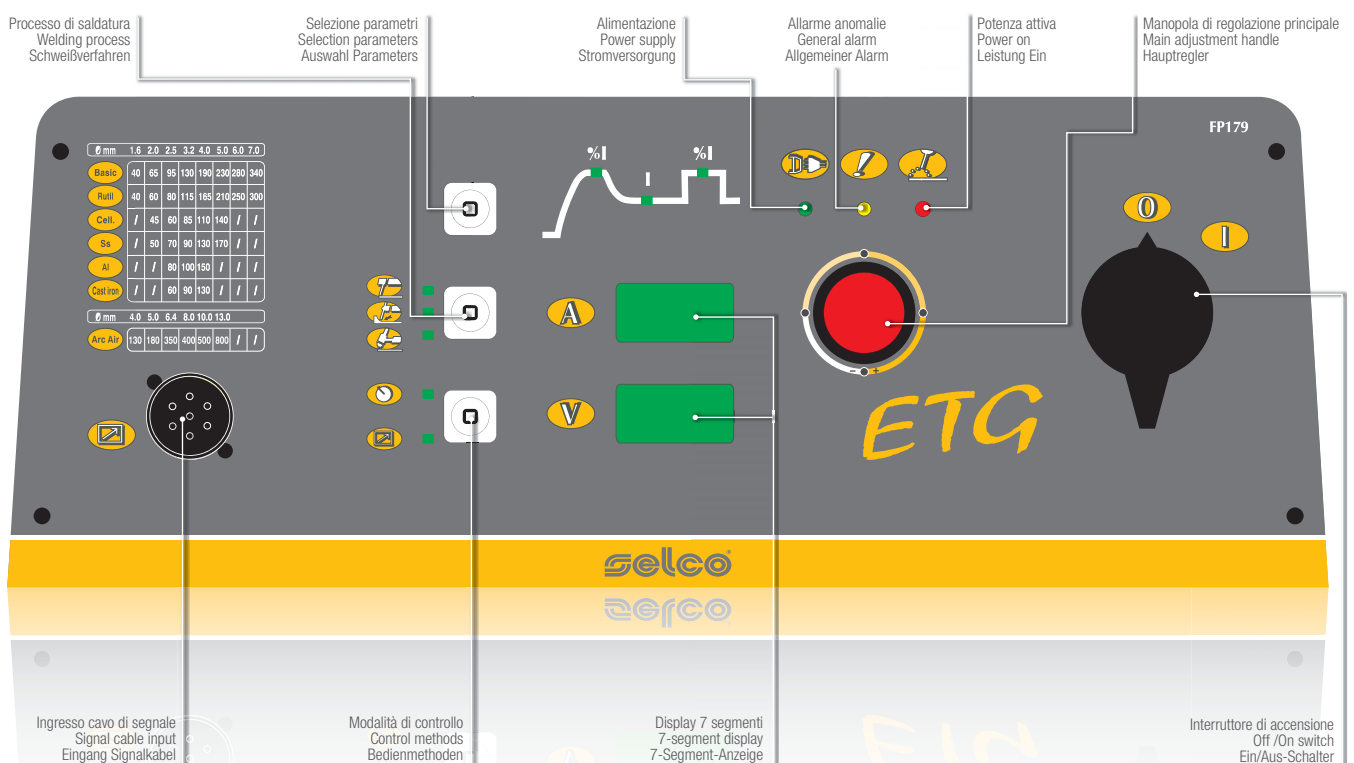 Processo di saldatura
Welding process
Schweißverfahren
Selezione parametri
Selection parameters
Auswahl Parameters
Alimentazione
Power supply
Stromversorgung
Allarme anomalie
General alarm
Allgemeiner Alarm
Potenza attiva
Power on
Leistung Ein
Manopola di regolazione principale
Main adjustment handle
Hauptregler
FP179
Ø mm 1.6 2.0 2.5 3.2 4.0 5.0 6.0 7.0
Basic 40 65 95 130 190 230 280 340
Rutil 40 60 80 115 165 210 250 300
Cell. / 45 60 85 110 140 / /
Ss / 50 70 90 130 170 / /
Al / / 80 100 150 / / /
Cast iron / / 60 90 130 / / /
Ø mm 4.0 5.0 6.4 8.0 10.0 13.0
Arc Air 130 180 350 400 500 800 / /
%I
I
%I
O
I
A
V
- +
ETG
selco
Ingresso cavo di segnale
Signal cable input
Eingang Signalkabel
Modalità di controllo
Control methods
Bedienmethoden
Display 7 segmenti
7-segment display
7-Segment-Anzeige
Interruttore di accensione
Off /On switch
Ein/Aus-Schalter